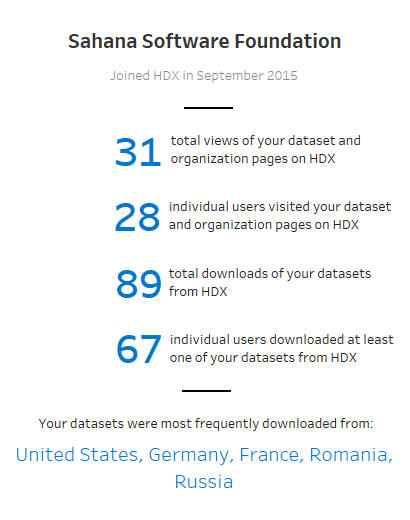 Sahana Software Foundation
Joined HDX in September 2015
31 total views of your dataset and
organization pages on HDX
28 individual users visited your dataset
and organization pages on HDX
89 total downloads of your datasets
from HDX
67 individual users downloaded at least
one of your datasets from HDX
Your datasets were most frequently downloaded from:
United States, Germany, France, Romania,
Russia